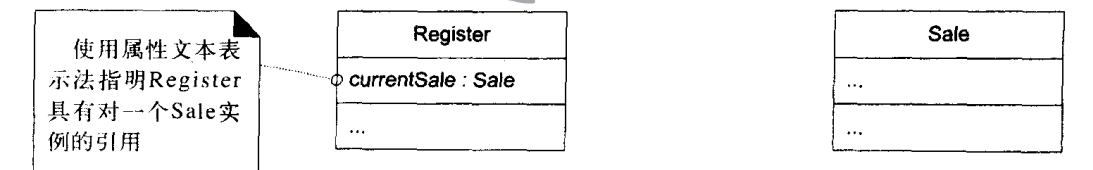 使用属性文本表
示法指明Register
具有对一个Sale实
例的引用
Register
currentSale : Sale
...
Sale
...
...